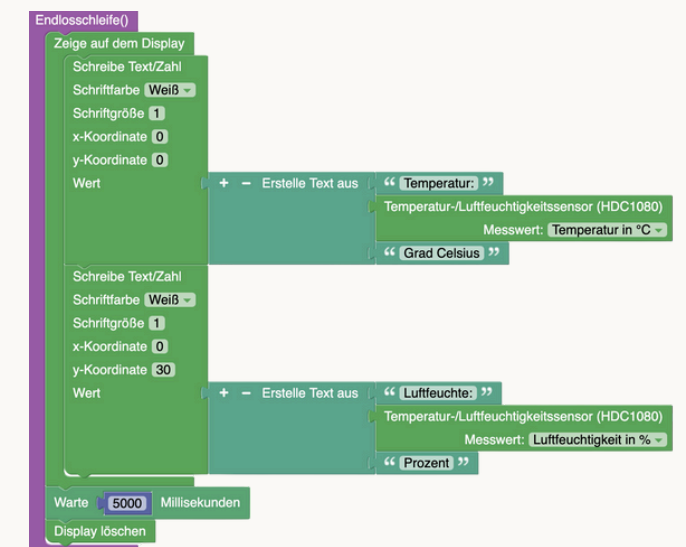 Endlosschleife()
Zeige auf dem Display
Schreibe Text/Zahl
Schriftfarbe Weiß
Schriftgröße 1
x-Koordinate 0
y-Koordinate 0
Wert + − Erstelle Text aus “ Temperatur: ”
Temperatur-/Luftfeuchtigkeitssensor (HDC1080)
Messwert: Temperatur in °C
“ Grad Celsius ”
Schreibe Text/Zahl
Schriftfarbe Weiß
Schriftgröße 1
x-Koordinate 0
y-Koordinate 30
Wert + − Erstelle Text aus “ Luftfeuchte: ”
Temperatur-/Luftfeuchtigkeitssensor (HDC1080)
Messwert: Luftfeuchtigkeit in %
“ Prozent ”
Warte 5000 Millisekunden
Display löschen